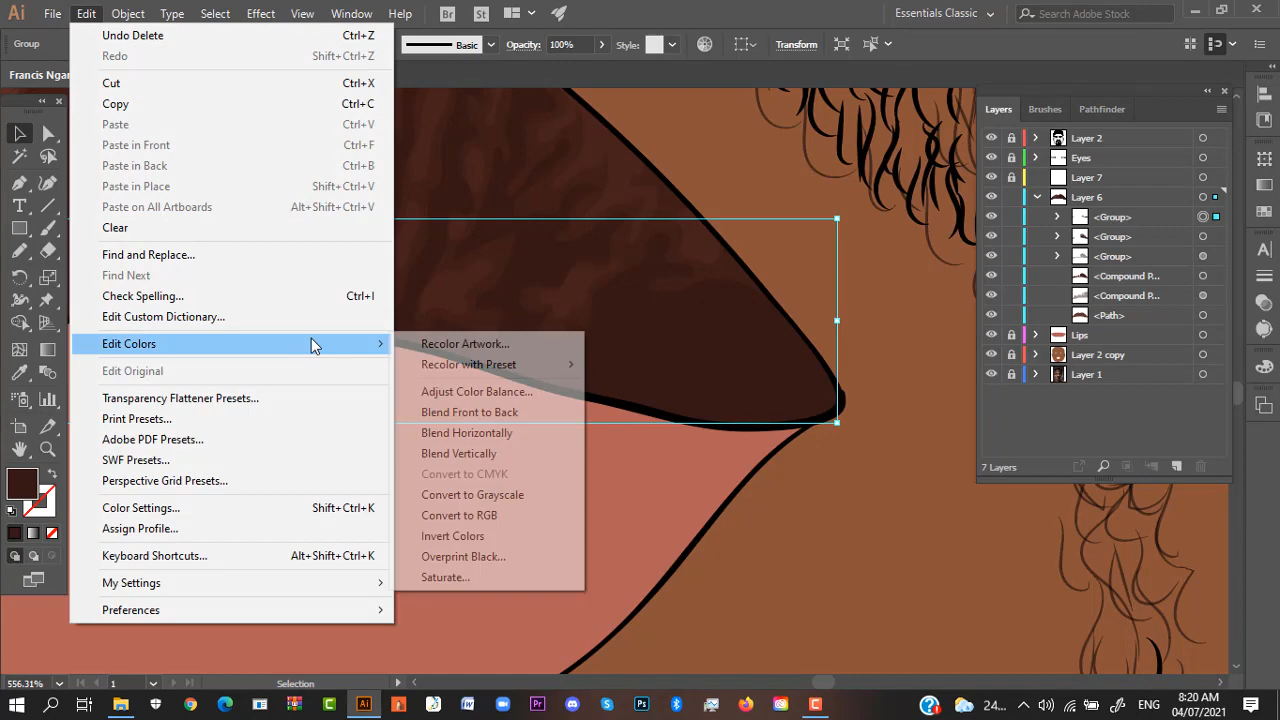 Ai File Edit Object Type Select Effect View Window Help Br St Essentials Classic Search Adobe Stock
Group Basic Opacity: 100% Style: Transform
Francis Ngan
Undo Delete Ctrl+Z
Redo Shift+Ctrl+Z
Cut Ctrl+X
Copy Ctrl+C
Paste Ctrl+V
Paste in Front Ctrl+F
Paste in Back Ctrl+B
Paste in Place Shift+Ctrl+V
Paste on All Artboards Alt+Shift+Ctrl+V
Clear
Find and Replace...
Find Next
Check Spelling... Ctrl+I
Edit Custom Dictionary...
Edit Colors
Edit Original
Transparency Flattener Presets...
Print Presets...
Adobe PDF Presets...
SWF Presets...
Perspective Grid Presets...
Color Settings... Shift+Ctrl+K
Assign Profile...
Keyboard Shortcuts... Alt+Shift+Ctrl+K
My Settings
Preferences
Recolor Artwork...
Recolor with Preset
Adjust Color Balance...
Blend Front to Back
Blend Horizontally
Blend Vertically
Convert to CMYK
Convert to Grayscale
Convert to RGB
Invert Colors
Overprint Black...
Saturate...
Layers Brushes Pathfinder
Layer 2
Eyes
Layer 7
Layer 6
<Group>
<Group>
<Group>
<Compound P...
<Compound P...
<Path>
Lips
Layer 2 copy
Layer 1
7 Layers
556.31% 1 Selection
Ai Pr Ps 24... ENG 8:20 AM
04/07/2021